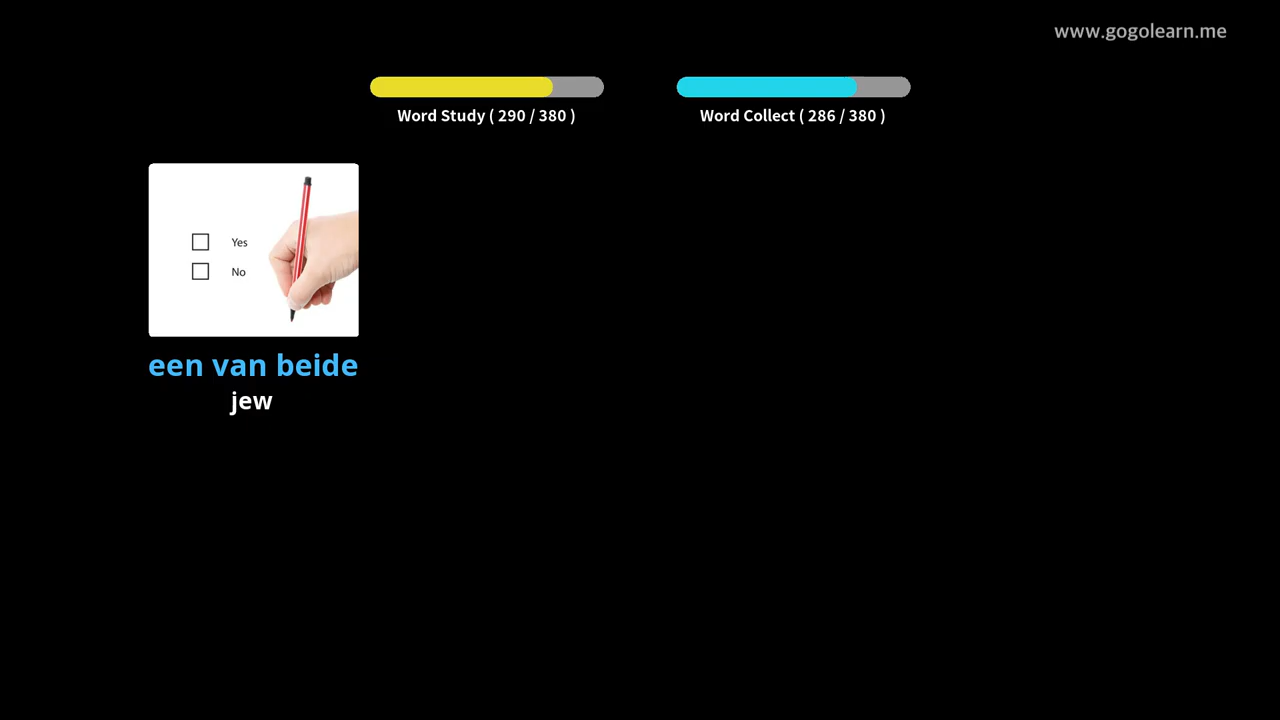 www.gogolearn.me
Word Study ( 290 / 380 )
Word Collect ( 286 / 380 )
Yes
No
een van beide
jew